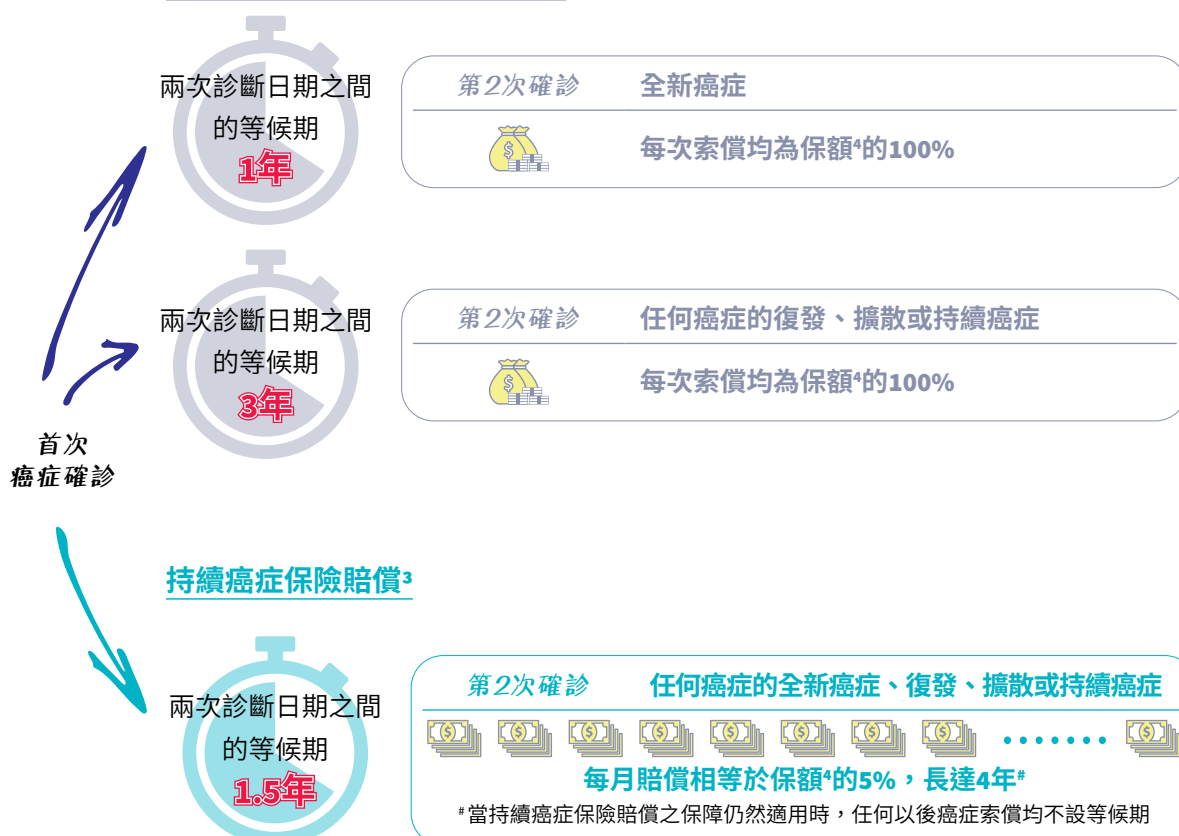 兩次診斷日期之間
的等候期
1年
第2次確診 全新癌症
每次索償均為保額⁴的100%
兩次診斷日期之間
的等候期
3年
第2次確診 任何癌症的復發、擴散或持續癌症
每次索償均為保額⁴的100%
首次
癌症確診
持續癌症保險賠償³
兩次診斷日期之間
的等候期
1.5年
第2次確診 任何癌症的全新癌症、復發、擴散或持續癌症
每月賠償相等於保額⁴的5%，長達4年#
#當持續癌症保險賠償之保障仍然適用時，任何以後癌症索償均不設等候期